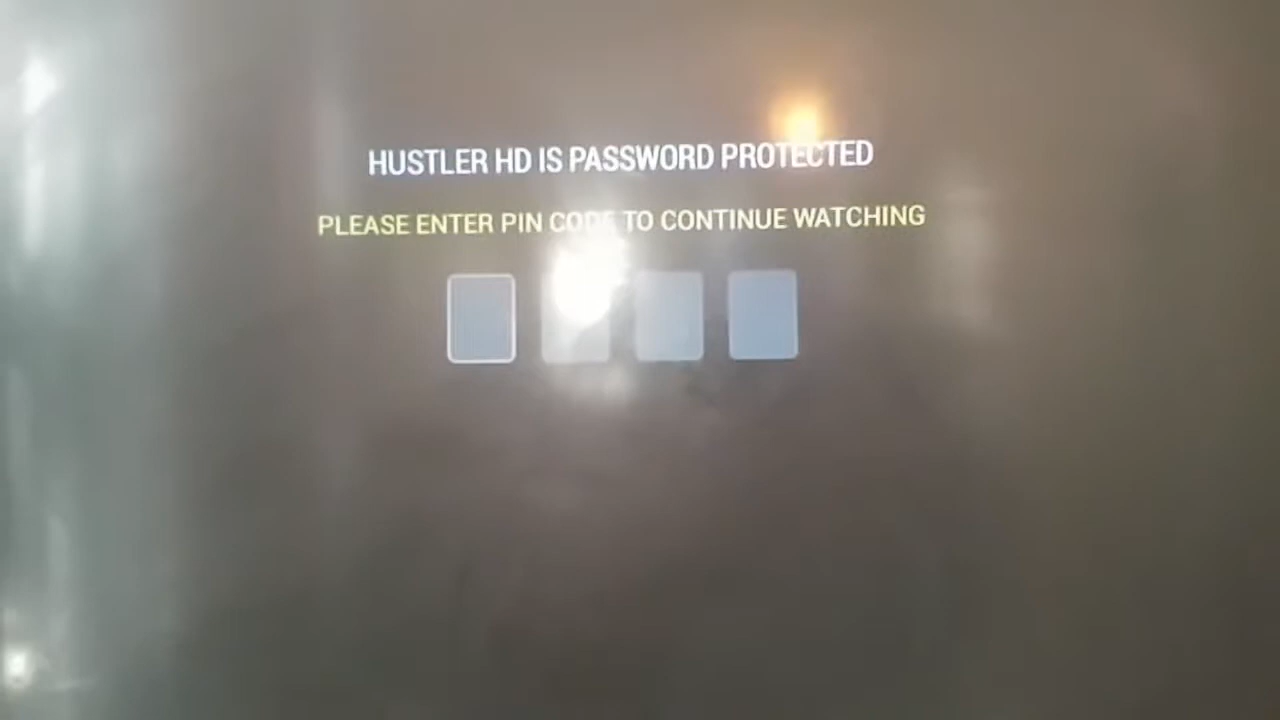 HUSTLER HD IS PASSWORD PROTECTED
PLEASE ENTER PIN CODE TO CONTINUE WATCHING